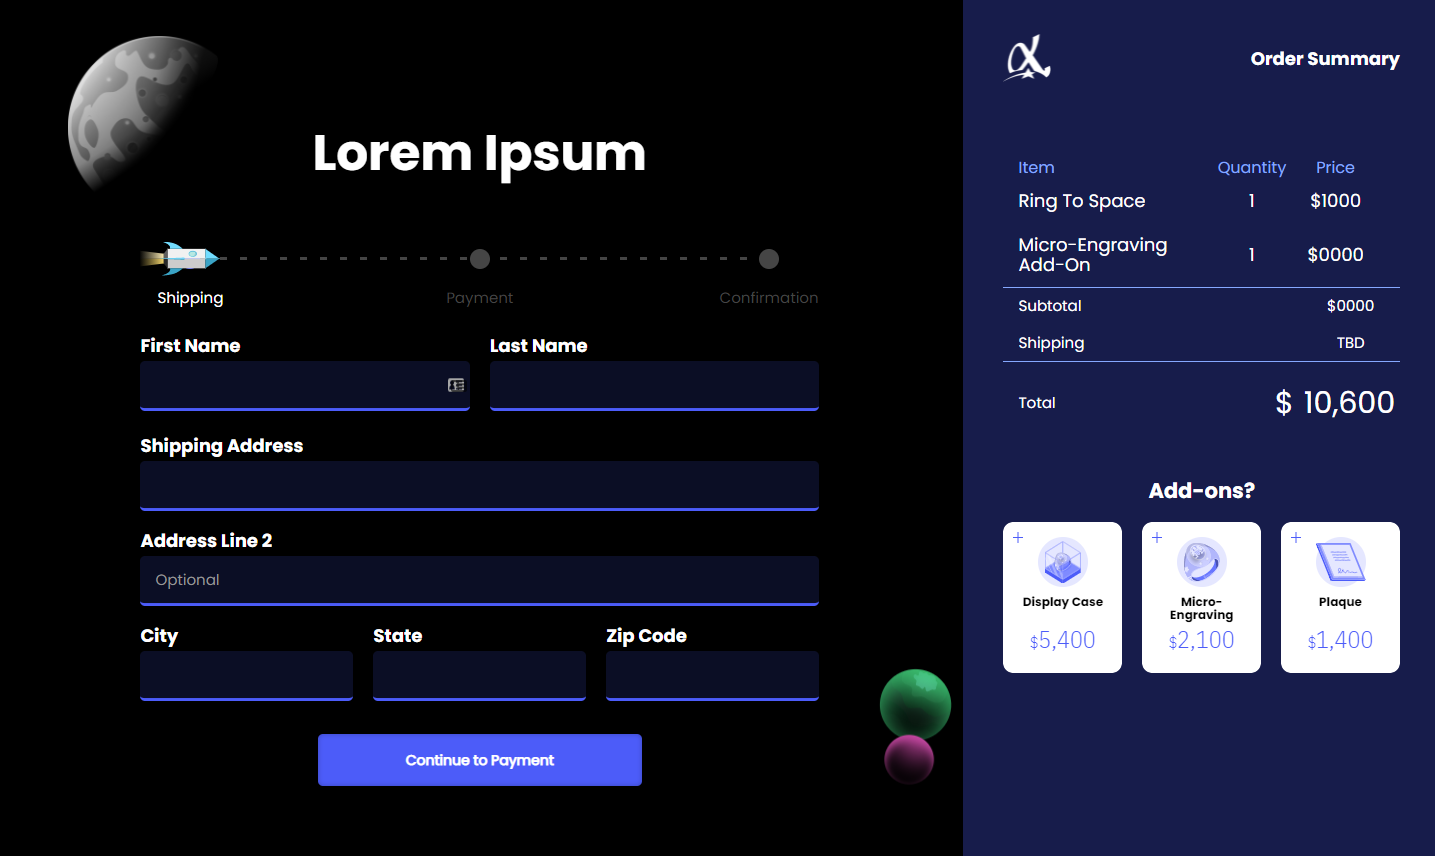 Lorem Ipsum
Shipping
Payment
Confirmation
First Name
Last Name
Shipping Address
Address Line 2
Optional
City
State
Zip Code
Continue to Payment
Order Summary
Item Quantity Price
Ring To Space 1 $1000
Micro-Engraving
Add-On 1 $0000
Subtotal $0000
Shipping TBD
Total $ 10,600
Add-ons?
+
Display Case
$5,400
+
Micro-
Engraving
$2,100
+
Plaque
$1,400